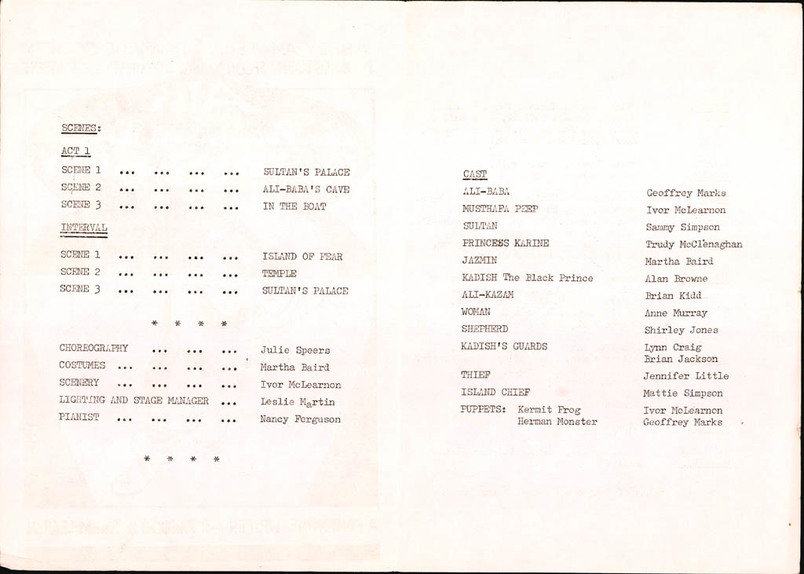 SCENES:
ACT 1
SCENE 1 ... ... ... ... SULTAN'S PALACE
SCENE 2 ... ... ... ... ALI-BABA'S CAVE
SCENE 3 ... ... ... ... IN THE BOAT
INTERVAL
SCENE 1 ... ... ... ... ISLAND OF FEAR
SCENE 2 ... ... ... ... TEMPLE
SCENE 3 ... ... ... ... SULTAN'S PALACE
* * * *
CHOREOGRAPHY ... ... ... Julie Speers
COSTUMES ... ... ... ... Martha Baird
SCENERY ... ... ... ... Ivor McLearnon
LIGHTING AND STAGE MANAGER ... Leslie Martin
PIANIST ... ... ... ... Nancy Ferguson
* * * *
CAST
ALI-BABA Geoffrey Marks
MUSTHAFA PEEP Ivor McLearnon
SULTAN Sammy Simpson
PRINCESS KARINE Trudy McClenaghan
JAZMIN Martha Baird
KADISH The Black Prince Alan Browne
ALI-KAZAM Brian Kidd
WOMAN Anne Murray
SHEPHERD Shirley Jones
KADISH'S GUARDS Lynn Craig
Brian Jackson
THIEF Jennifer Little
ISLAND CHIEF Mattie Simpson
PUPPETS: Kermit Frog Ivor McLearnon
Herman Monster Geoffrey Marks